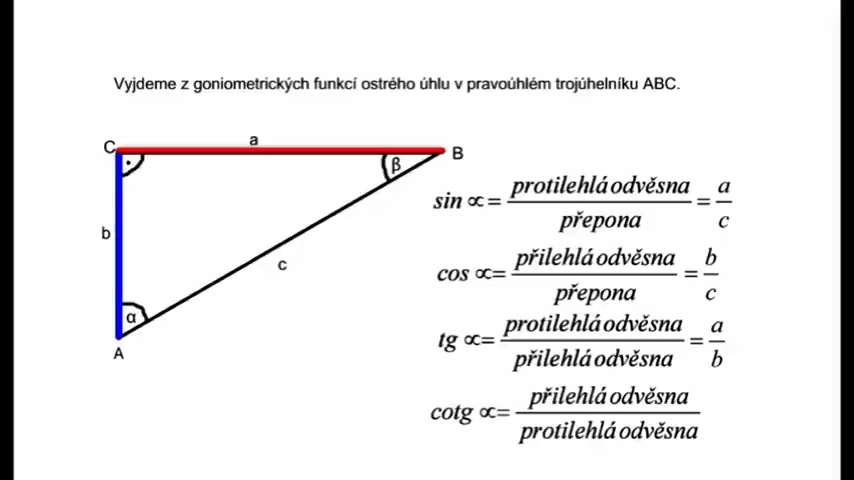 Vyjdeme z goniometrických funkcí ostrého úhlu v pravoúhlém trojúhelníku ABC.
C
a
B
β
b
c
α
A
sin ∝= protilehlá odvěsna / přepona = a / c
cos ∝= přilehlá odvěsna / přepona = b / c
tg ∝= protilehlá odvěsna / přilehlá odvěsna = a / b
cotg ∝= přilehlá odvěsna / protilehlá odvěsna